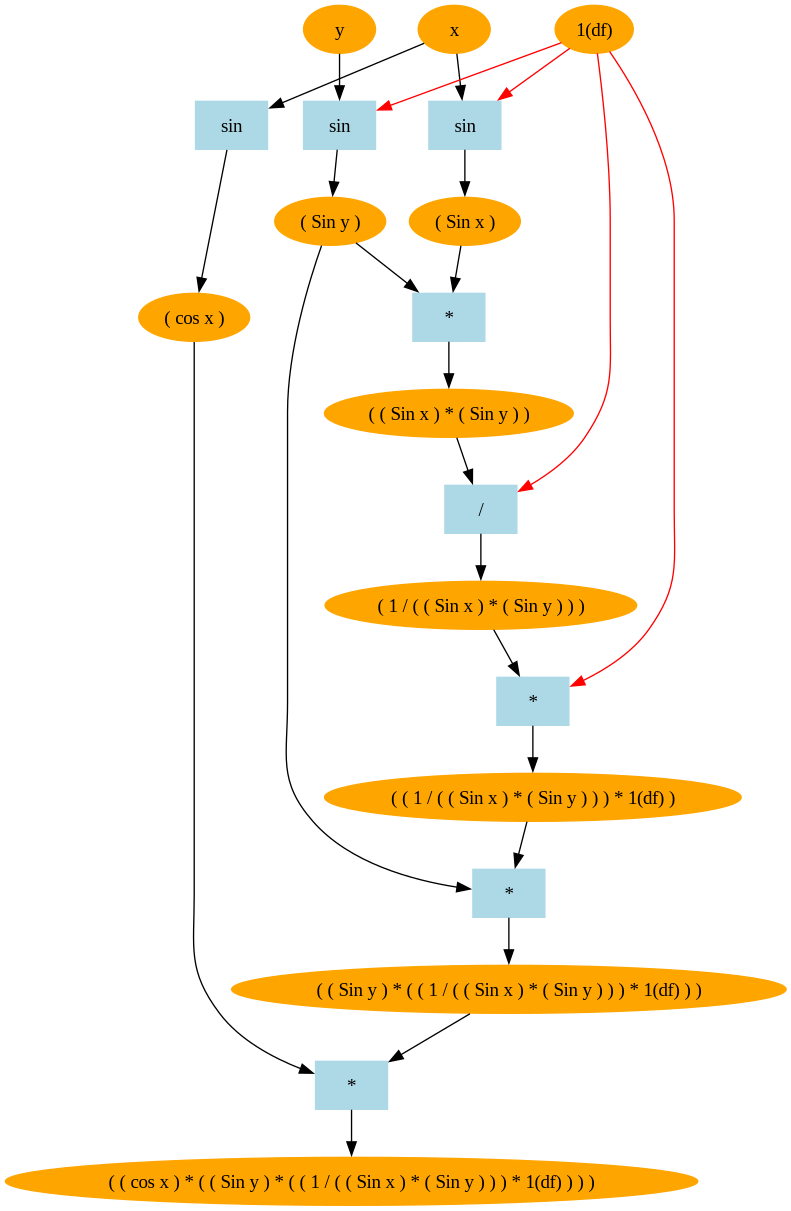 y
x
1(df)
sin
sin
sin
( Sin y )
( Sin x )
( cos x )
*
( ( Sin x ) * ( Sin y ) )
/
( 1 / ( ( Sin x ) * ( Sin y ) ) )
*
( ( 1 / ( ( Sin x ) * ( Sin y ) ) ) * 1(df) )
*
( ( Sin y ) * ( ( 1 / ( ( Sin x ) * ( Sin y ) ) ) * 1(df) ) )
*
( ( cos x ) * ( ( Sin y ) * ( ( 1 / ( ( Sin x ) * ( Sin y ) ) ) * 1(df) ) ) )